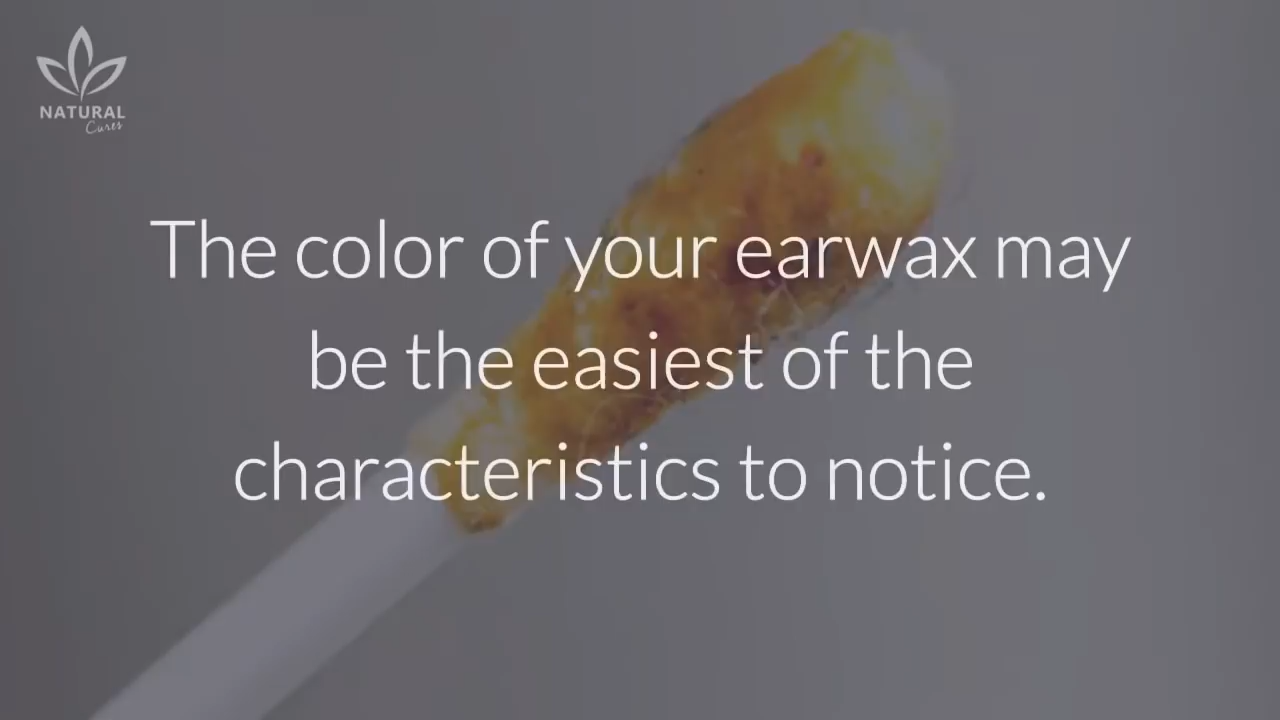 NATURAL
Cures
The color of your earwax may
be the easiest of the
characteristics to notice.